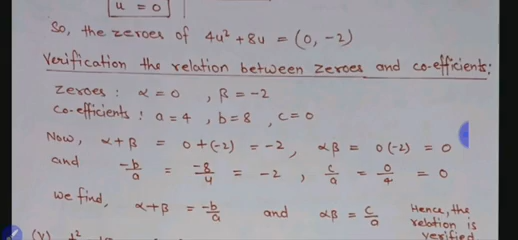 u = 0
So, the zeroes of 4u² + 8u = (0, -2)
Verification the relation between zeroes and co-efficients:
zeroes : α = 0 , β = -2
co-efficients : a = 4 , b = 8 , c = 0
Now, α+β = 0+(-2) = -2 , αβ = 0(-2) = 0
and -b/a = -8/4 = -2 , c/a = 0/4 = 0
we find, α+β = -b/a and αβ = c/a Hence, the
relation is
verified
(v) t²